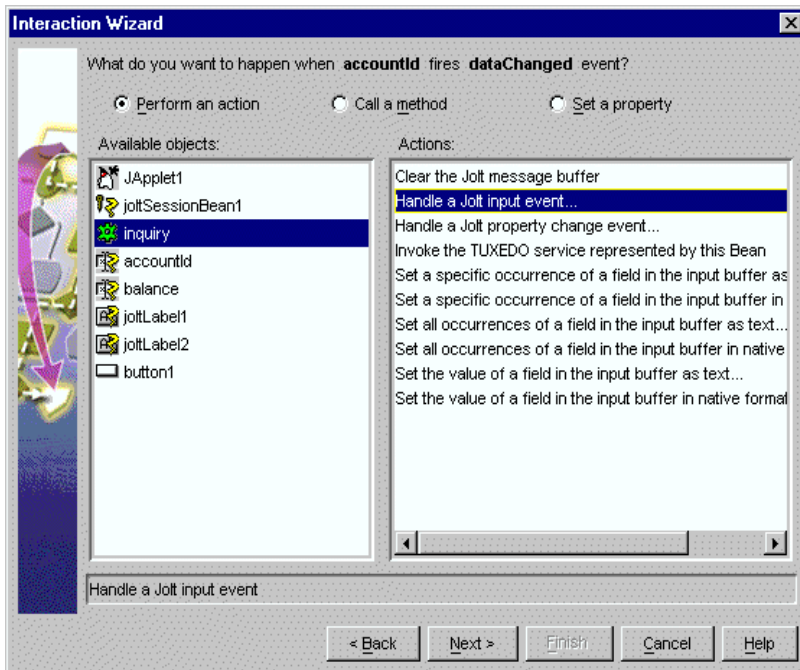 Interaction Wizard
What do you want to happen when accountId fires dataChanged event?
Perform an action
Call a method
Set a property
Available objects:
Actions:
JApplet1
joltSessionBean1
inquiry
accountId
balance
joltLabel1
joltLabel2
button1
Clear the Jolt message buffer
Handle a Jolt input event...
Handle a Jolt property change event...
Invoke the TUXEDO service represented by this Bean
Set a specific occurrence of a field in the input buffer as
Set a specific occurrence of a field in the input buffer in
Set all occurrences of a field in the input buffer as text...
Set all occurrences of a field in the input buffer in native
Set the value of a field in the input buffer as text...
Set the value of a field in the input buffer in native format
Handle a Jolt input event
< Back
Next >
Finish
Cancel
Help